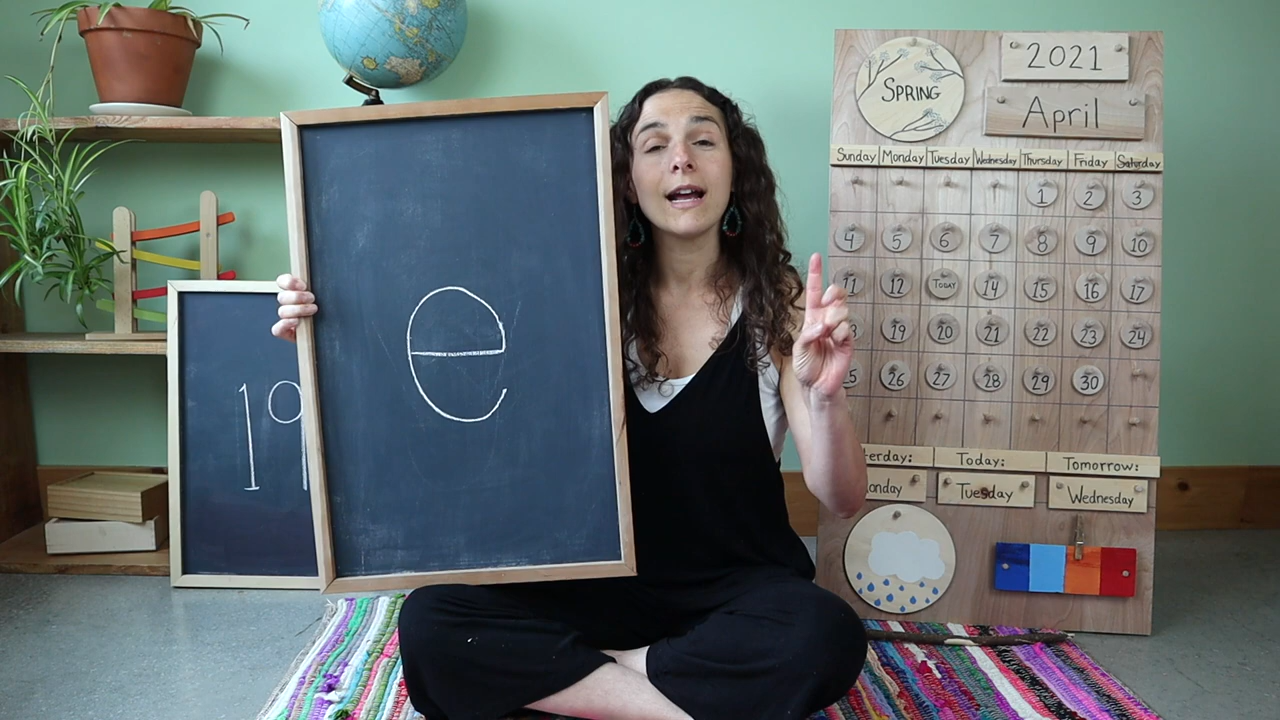 2021
SPRING
April
Sunday Monday Tuesday Wednesday Thursday Friday Saturday
1 2 3
4 5 6 7 8 9 10
11 12 TODAY 14 15 16 17
19 20 21 22 23 24
26 27 28 29 30
Today: Tomorrow:
Tuesday Wednesday
e
19